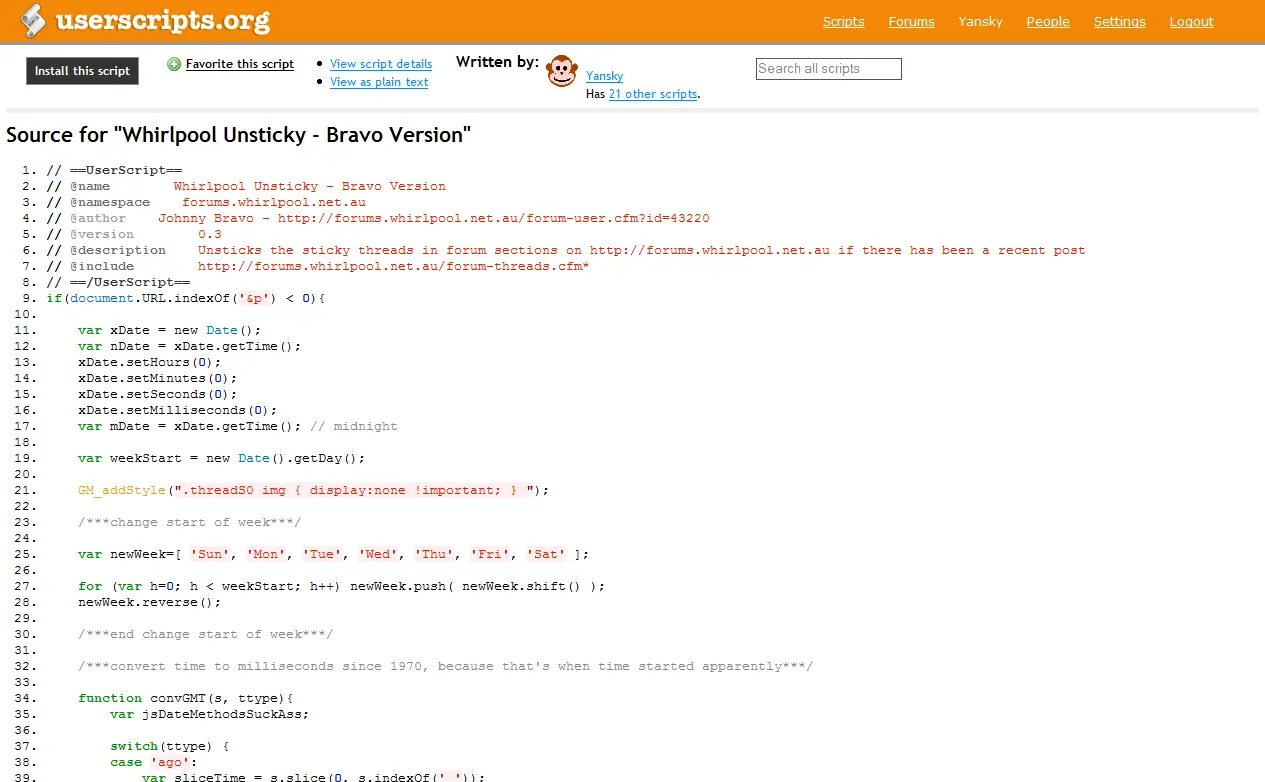 userscripts.org
Scripts Forums Yansky People Settings Logout
Install this script
Favorite this script
View script details
View as plain text
Written by:
Yansky
Has 21 other scripts.
Search all scripts
Source for "Whirlpool Unsticky - Bravo Version"
1. // ==UserScript==
2. // @name        Whirlpool Unsticky - Bravo Version
3. // @namespace    forums.whirlpool.net.au
4. // @author    Johnny Bravo - http://forums.whirlpool.net.au/forum-user.cfm?id=43220
5. // @version        0.3
6. // @description    Unsticks the sticky threads in forum sections on http://forums.whirlpool.net.au if there has been a recent post
7. // @include        http://forums.whirlpool.net.au/forum-threads.cfm*
8. // ==/UserScript==
9. if(document.URL.indexOf('&p') < 0){
10.
11.     var xDate = new Date();
12.     var nDate = xDate.getTime();
13.     xDate.setHours(0);
14.     xDate.setMinutes(0);
15.     xDate.setSeconds(0);
16.     xDate.setMilliseconds(0);
17.     var mDate = xDate.getTime(); // midnight
18.
19.     var weekStart = new Date().getDay();
20.
21.     GM_addStyle(".threadS0 img { display:none !important; } ");
22.
23.     /***change start of week***/
24.
25.     var newWeek=[ 'Sun', 'Mon', 'Tue', 'Wed', 'Thu', 'Fri', 'Sat' ];
26.
27.     for (var h=0; h < weekStart; h++) newWeek.push( newWeek.shift() );
28.     newWeek.reverse();
29.
30.     /***end change start of week***/
31.
32.     /***convert time to milliseconds since 1970, because that's when time started apparently***/
33.
34.     function convGMT(s, ttype){
35.         var jsDateMethodsSuckAss;
36.
37.         switch(ttype) {
38.         case 'ago':
39.             var sliceTime = s.slice(0, s.indexOf(' '));